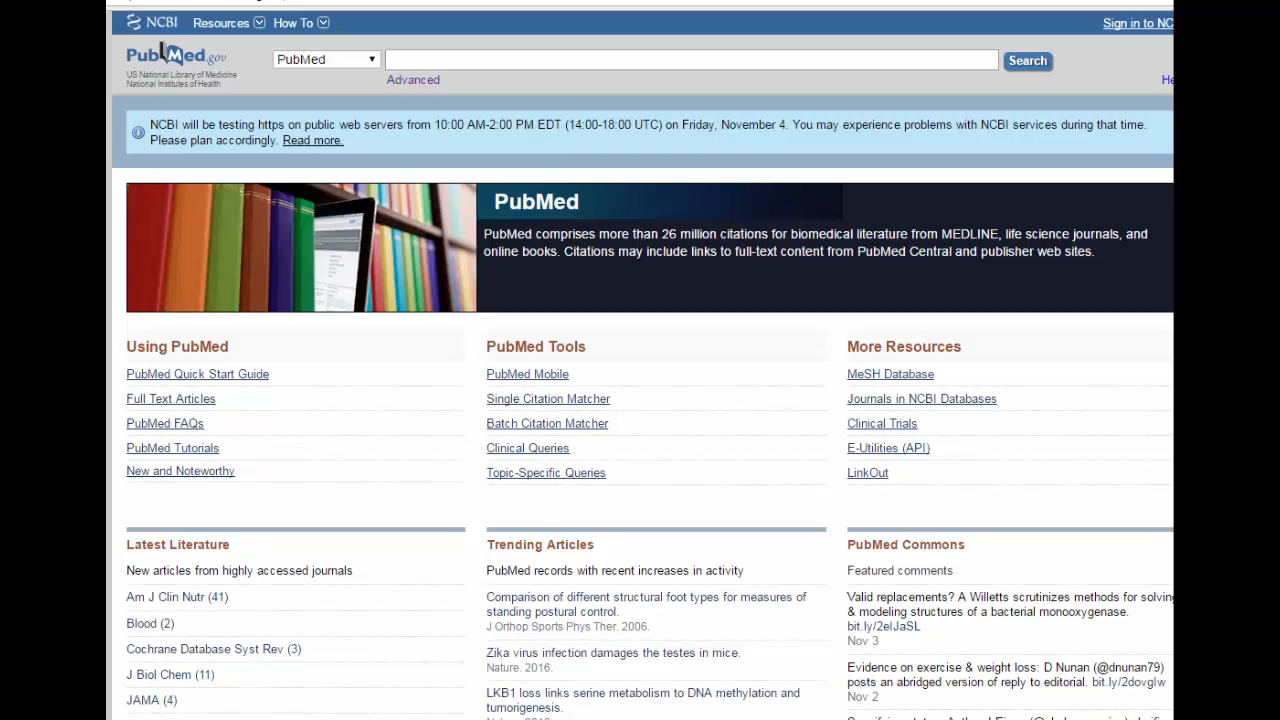 NCBI Resources How To Sign in to NC
PubMed.gov
US National Library of Medicine
National Institutes of Health
PubMed
Search
Advanced
He
NCBI will be testing https on public web servers from 10:00 AM-2:00 PM EDT (14:00-18:00 UTC) on Friday, November 4. You may experience problems with NCBI services during that time.
Please plan accordingly. Read more.
PubMed
PubMed comprises more than 26 million citations for biomedical literature from MEDLINE, life science journals, and
online books. Citations may include links to full-text content from PubMed Central and publisher web sites.
Using PubMed
PubMed Quick Start Guide
Full Text Articles
PubMed FAQs
PubMed Tutorials
New and Noteworthy
PubMed Tools
PubMed Mobile
Single Citation Matcher
Batch Citation Matcher
Clinical Queries
Topic-Specific Queries
More Resources
MeSH Database
Journals in NCBI Databases
Clinical Trials
E-Utilities (API)
LinkOut
Latest Literature
New articles from highly accessed journals
Am J Clin Nutr (41)
Blood (2)
Cochrane Database Syst Rev (3)
J Biol Chem (11)
JAMA (4)
Trending Articles
PubMed records with recent increases in activity
Comparison of different structural foot types for measures of
standing postural control.
J Orthop Sports Phys Ther. 2006.
Zika virus infection damages the testes in mice.
Nature. 2016.
LKB1 loss links serine metabolism to DNA methylation and
tumorigenesis.
PubMed Commons
Featured comments
Valid replacements? A Willetts scrutinizes methods for solving
& modeling structures of a bacterial monooxygenase.
bit.ly/2elJaSL
Nov 3
Evidence on exercise & weight loss: D Nunan (@dnunan79)
posts an abridged version of reply to editorial. bit.ly/2dovgIw
Nov 2